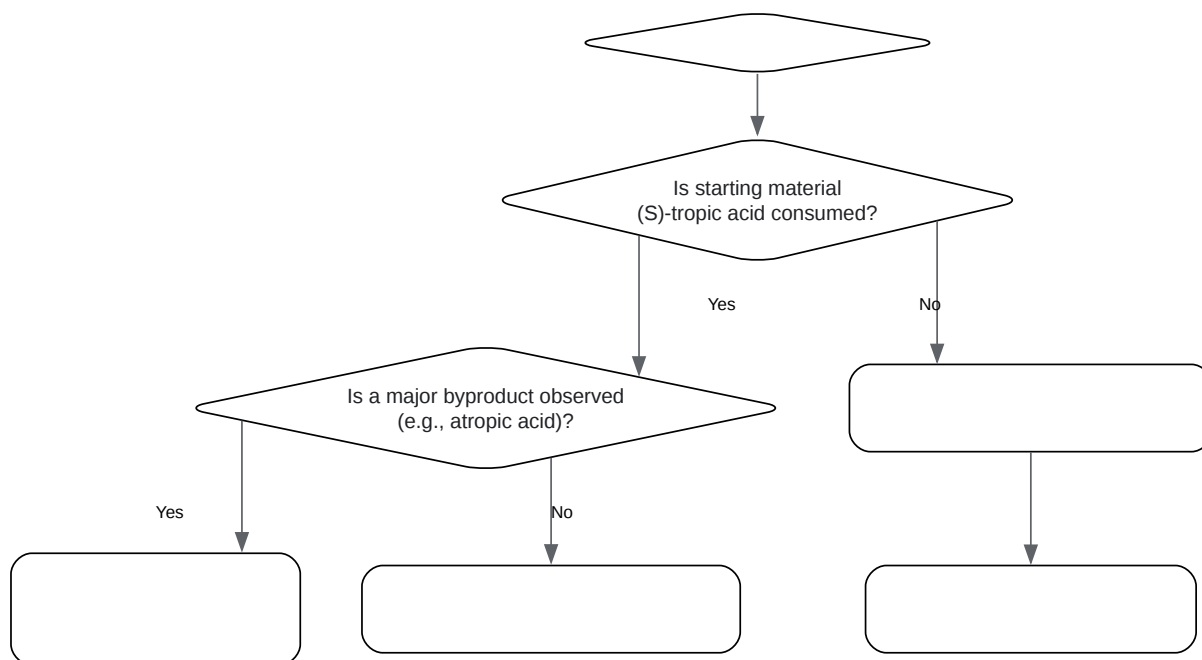 Is starting material
(S)-tropic acid consumed?
Yes
No
Is a major byproduct observed
(e.g., atropic acid)?
Yes
No